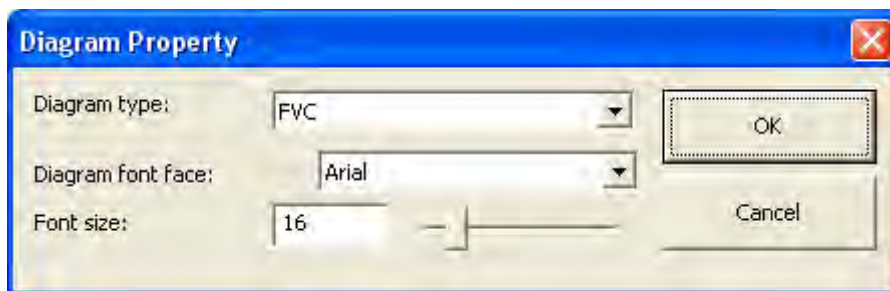 Diagram Property
Diagram type:
FVC
OK
Diagram font face:
Arial
Font size:
16
Cancel